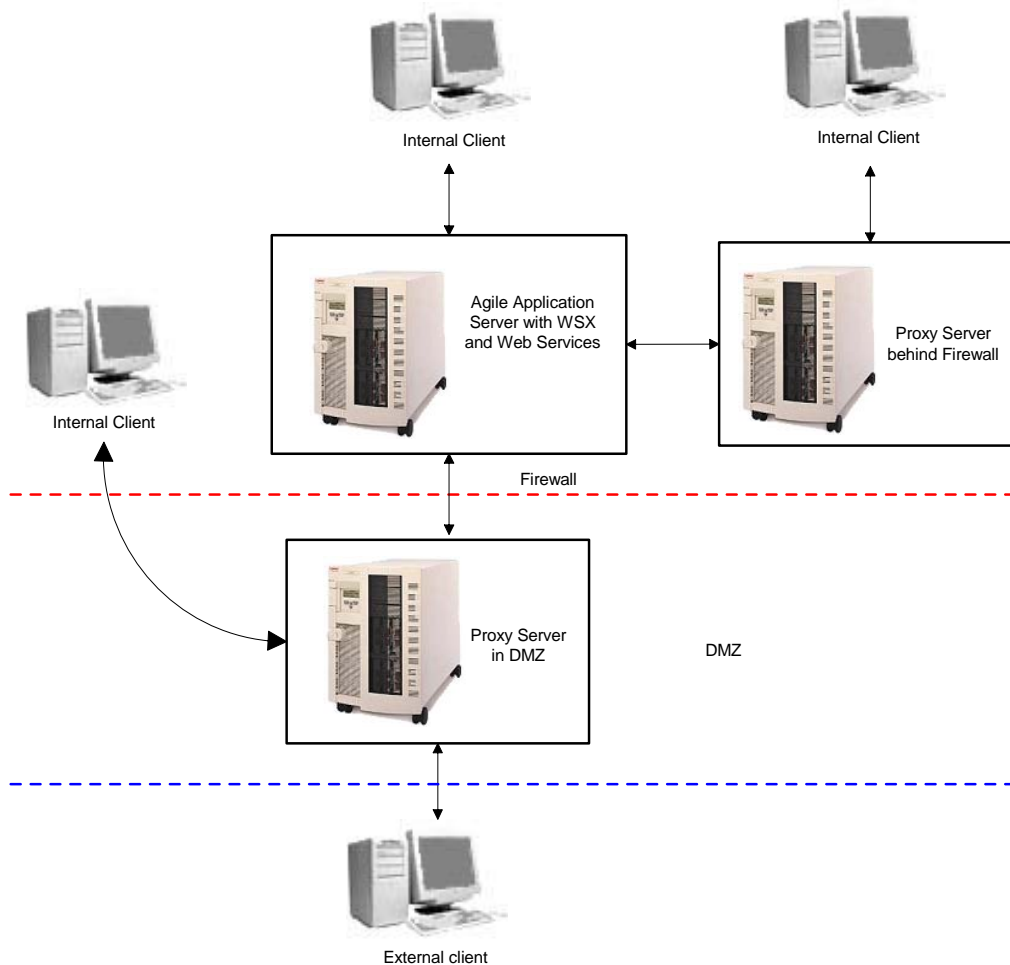 Internal Client
Internal Client
Agile Application
Server with WSX
and Web Services
Proxy Server
behind Firewall
Internal Client
Firewall
Proxy Server
in DMZ
DMZ
External client